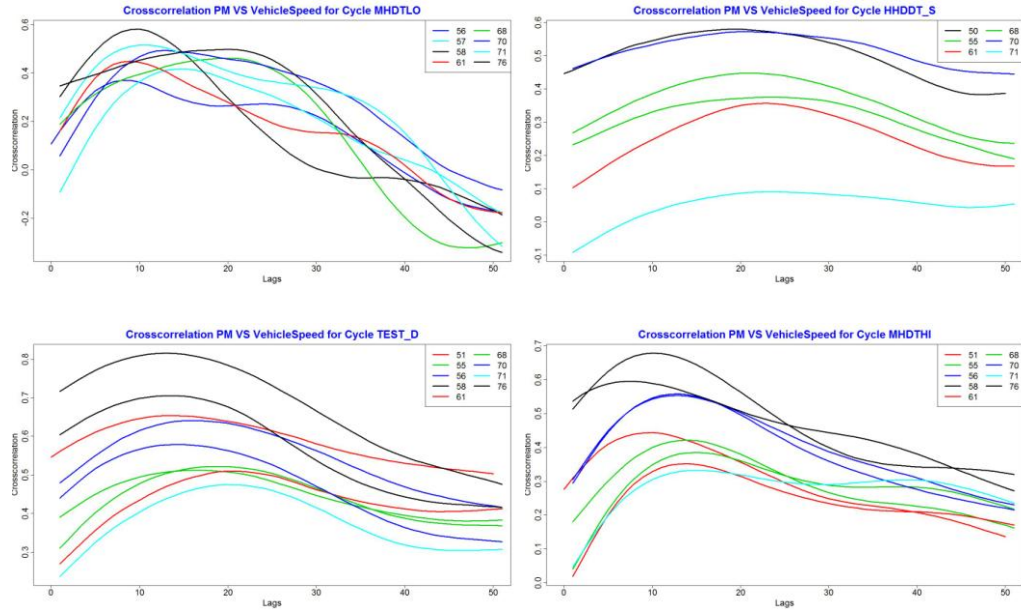 Crosscorrelation PM VS VehicleSpeed for Cycle MHDTLO
Crosscorrelation
0.6
0.4
0.2
0.0
-0.2
56 68
57 70
58 71
61 76
0 10 20 30 40 50
Lags
Crosscorrelation PM VS VehicleSpeed for Cycle HHDDT_S
Crosscorrelation
0.6
0.5
0.4
0.3
0.2
0.1
0.0
-0.1
50 70
55 71
61
0 10 20 30 40 50
Lags
Crosscorrelation PM VS VehicleSpeed for Cycle TEST_D
Crosscorrelation
0.8
0.7
0.6
0.5
0.4
0.3
51 68
55 70
56 71
58 76
61
0 10 20 30 40 50
Lags
Crosscorrelation PM VS VehicleSpeed for Cycle MHDTHI
Crosscorrelation
0.7
0.6
0.5
0.4
0.3
0.2
0.1
0.0
51 68
55 70
56 71
58 76
61
0 10 20 30 40 50
Lags